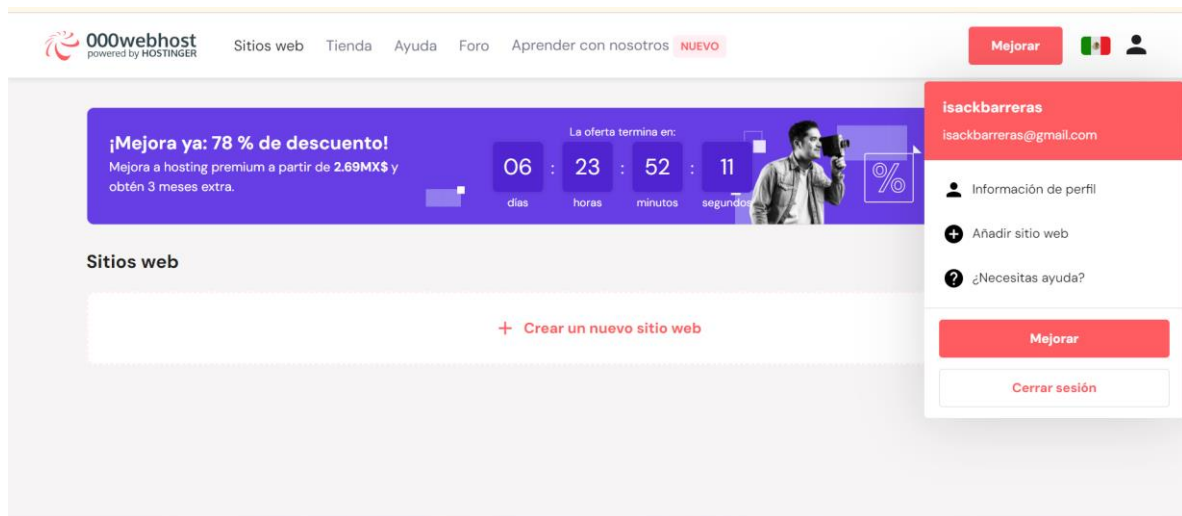 000webhost
powered by HOSTINGER
Sitios web
Tienda
Ayuda
Foro
Aprender con nosotros
NUEVO
Mejorar
isackbarreras
isackbarreras@gmail.com
¡Mejora ya: 78 % de descuento!
Mejora a hosting premium a partir de 2.69MX$ y
obtén 3 meses extra.
La oferta termina en:
06 : 23 : 52 : 11
días horas minutos segundos
%
Información de perfil
Añadir sitio web
¿Necesitas ayuda?
Mejorar
Cerrar sesión
Sitios web
+ Crear un nuevo sitio web